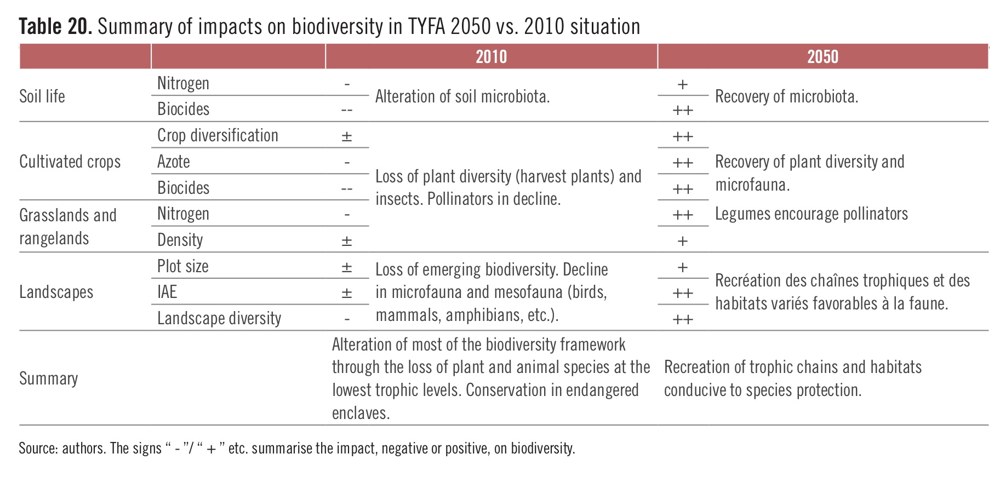 Table 20. Summary of impacts on biodiversity in TYFA 2050 vs. 2010 situation
2010 2050
Soil life
Nitrogen - +
Alteration of soil microbiota. Recovery of microbiota.
Biocides -- ++
Cultivated crops
Crop diversification ± ++
Azote - ++
Biocides -- ++
Loss of plant diversity (harvest plants) and
insects. Pollinators in decline.
Recovery of plant diversity and
microfauna.
Grasslands and
rangelands
Nitrogen - ++
Legumes encourage pollinators
Density ± +
Landscapes
Plot size ± +
IAE ± ++
Landscape diversity - ++
Loss of emerging biodiversity. Decline
in microfauna and mesofauna (birds,
mammals, amphibians, etc.).
Recréation des chaînes trophiques et des
habitats variés favorables à la faune.
Summary
Alteration of most of the biodiversity framework
through the loss of plant and animal species at the
lowest trophic levels. Conservation in endangered
enclaves.
Recreation of trophic chains and habitats
conducive to species protection.
Source: authors. The signs “ - ”/ “ + ” etc. summarise the impact, negative or positive, on biodiversity.